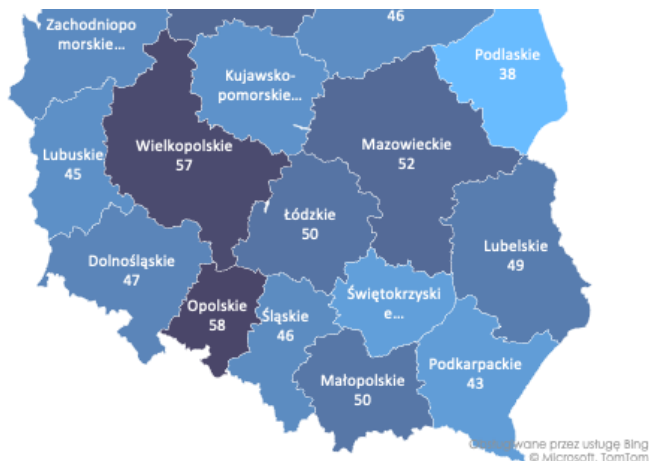 46
Zachodniopo
morskie...
Podlaskie
38
Kujawsko-
pomorskie...
Wielkopolskie
57
Mazowieckie
52
Lubuskie
45
Łódzkie
50
Lubelskie
49
Dolnośląskie
47
Opolskie
58
Śląskie
46
Świętokrzyski
e...
Podkarpackie
43
Małopolskie
50
przez usługę Bing
© Microsoft, TomTom